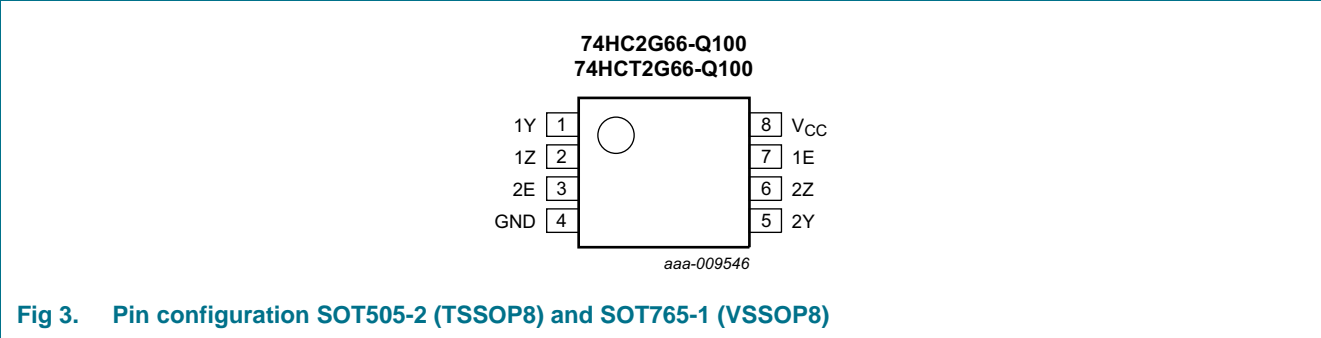 74HC2G66-Q100
74HCT2G66-Q100
1Y 1 8 VCC
1Z 2 7 1E
2E 3 6 2Z
GND 4 5 2Y
aaa-009546
Fig 3. Pin configuration SOT505-2 (TSSOP8) and SOT765-1 (VSSOP8)